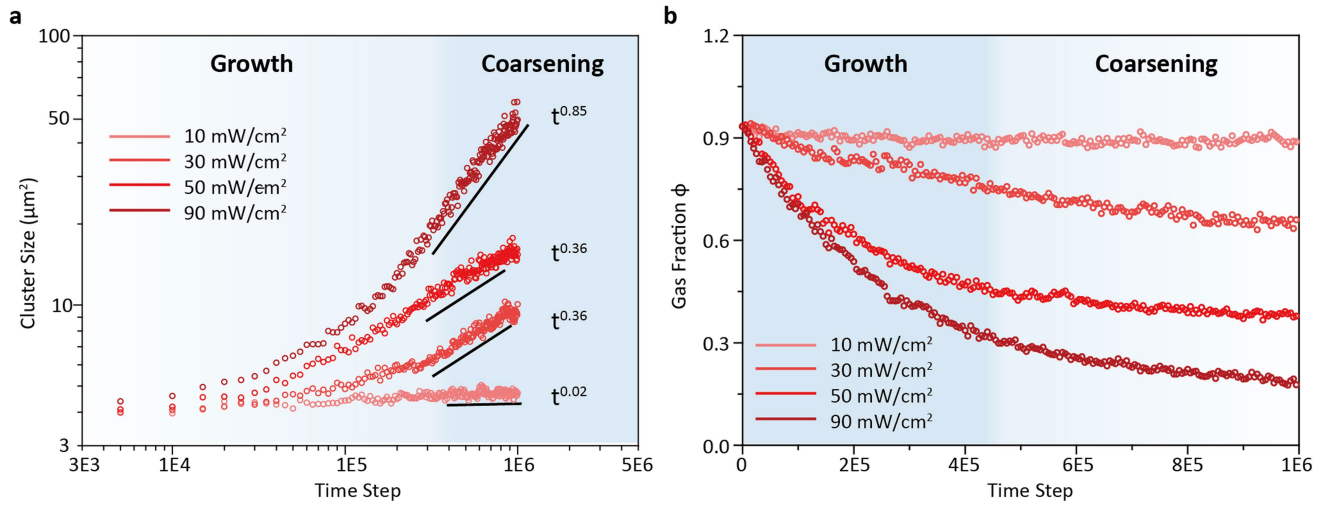 a
Growth
Coarsening
10 mW/cm²
30 mW/cm²
50 mW/em²
90 mW/cm²
t^0.85
t^0.36
t^0.36
t^0.02
Cluster Size (μm²)
100
50
10
3
3E3 1E4 1E5 1E6 5E6
Time Step
b
Growth
Coarsening
10 mW/cm²
30 mW/cm²
50 mW/cm²
90 mW/cm²
Gas Fraction ϕ
1.2
0.9
0.6
0.3
0.0
0 2E5 4E5 6E5 8E5 1E6
Time Step